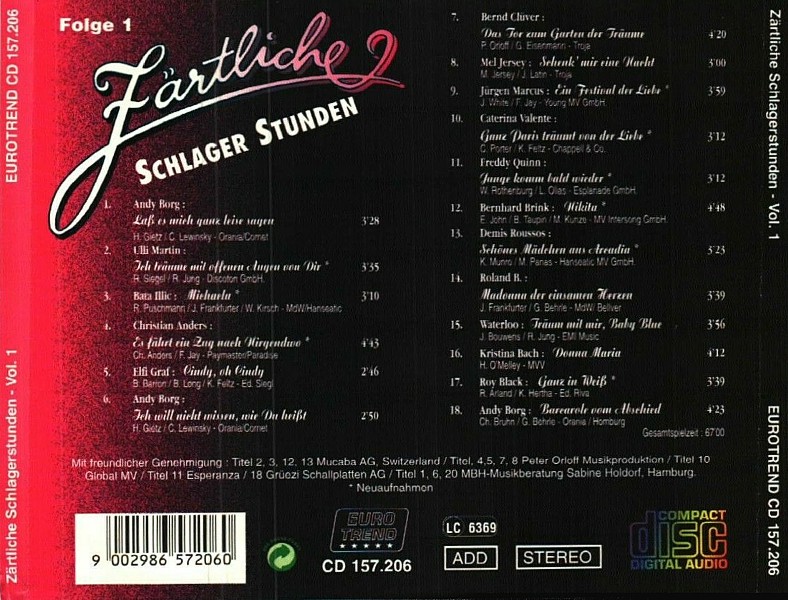 EUROTREND CD 157.206
Folge 1
Zärtliche
SCHLAGER STUNDEN
1. Andy Borg :
Laß es mich ganz leise sagen 3'28
H. Gietz / C. Lewinsky - Orania/Comet
2. Ulli Martin :
Ich träume mit offenen Augen von Dir * 3'35
R. Siegel / R. Jung - Discoton GmbH.
3. Bata Illic : Michaela * 3'10
R. Puschmann / J. Frankfurter / W. Kirsch - MdW/Hanseatic
4. Christian Anders :
Es fährt ein Zug nach Nirgendwo * 4'43
Ch. Anders / F. Jay - Paymaster/Paradise
5. Elfi Graf : Cindy, oh Cindy 2'46
B. Barron / B. Long / K. Feltz - Ed. Siegl
6. Andy Borg :
Ich will nicht wissen, wie Du heißt 2'50
H. Gietz / C. Lewinsky - Orania/Comet
7. Bernd Clüver :
Das Tor zum Garten der Träume 4'20
P. Orloff / G. Eisenmann - Troja
8. Mel Jersey : Schenk' mir eine Nacht 3'00
M. Jersey / J. Latin - Troja
9. Jürgen Marcus : Ein Festival der Liebe * 3'59
J. White / F. Jay - Young MV GmbH.
10. Caterina Valente :
Ganz Paris träumt von der Liebe * 3'12
C. Porter / K. Feltz - Chappell & Co.
11. Freddy Quinn :
Junge komm bald wieder * 3'12
W. Rothenburg / L. Olias - Esplanade GmbH.
12. Bernhard Brink : Nikita * 4'48
E. John / B. Taupin / M. Kunze - MV Intersong GmbH.
13. Demis Roussos :
Schönes Mädchen aus Arcadia * 3'23
K. Munro / M. Panas - Hanseatic MV GmbH.
14. Roland B. :
Madonna der einsamen Herzen 3'39
J. Frankfurter / G. Behrle - MdW/ Bellver
15. Waterloo : Träum mit mir, Baby Blue 3'56
J. Bouwens / R. Jung - EMI Music
16. Kristina Bach : Donna Maria 4'12
H. O'Melley - MVV
17. Roy Black : Ganz in Weiß * 3'39
R. Arland / K. Hertha - Ed. Riva
18. Andy Borg : Barcarole vom Abschied 4'23
Ch. Bruhn / G. Behrle - Orania / Homburg
Gesamtspielzeit : 67'00
Mit freundlicher Genehmigung : Titel 2, 3, 12, 13 Mucaba AG, Switzerland / Titel, 4,5, 7, 8 Peter Orloff Musikproduktion / Titel 10
Global MV / Titel 11 Esperanza / 18 Grüezi Schallplatten AG / Titel 1, 6, 20 MBH-Musikberatung Sabine Holdorf, Hamburg.
* Neuaufnahmen
9 002986 572060
EURO
TREND
CD 157.206
LC 6369
ADD
STEREO
COMPACT
disc
DIGITAL AUDIO
Zärtliche Schlagerstunden - Vol. 1
Zärtliche Schlagerstunden - Vol. 1
EUROTREND CD 157.206